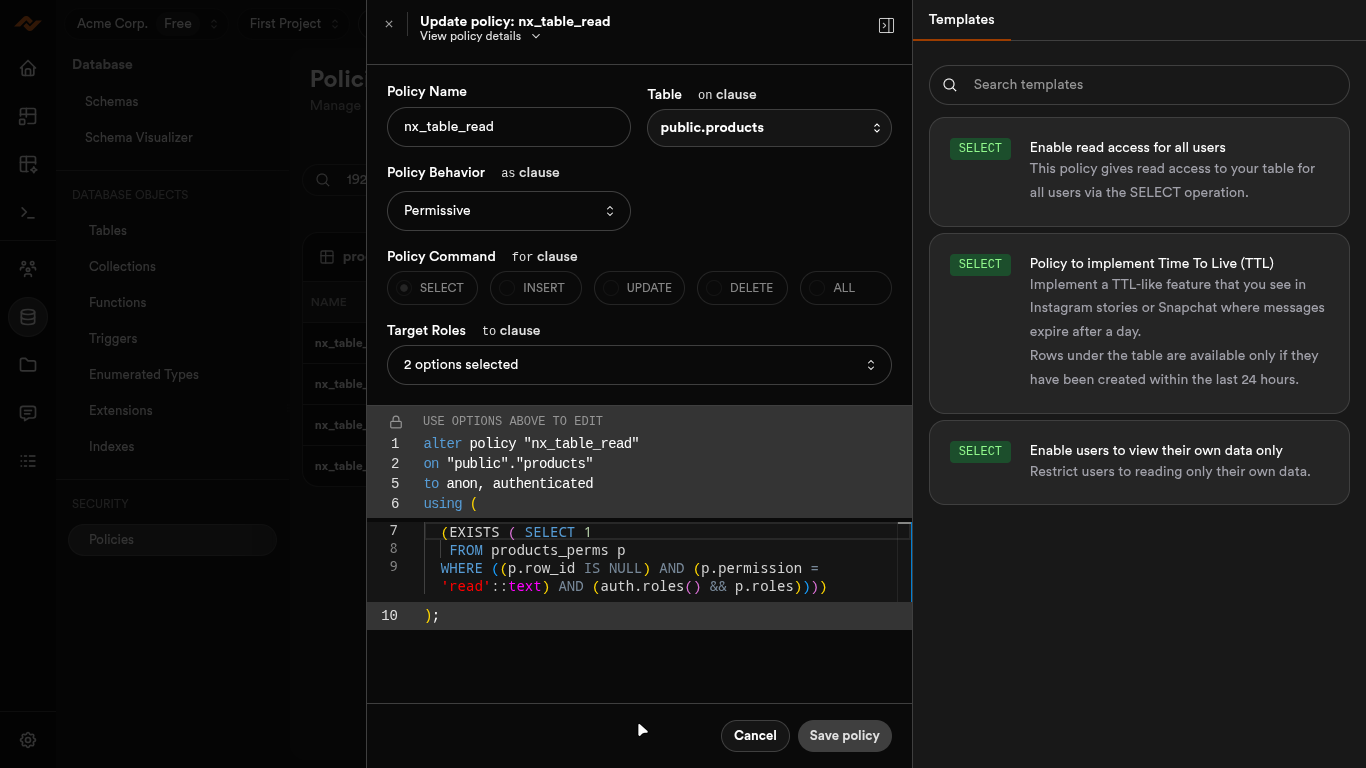 Acme Corp.
Free
First Project
Database
Schemas
Schema Visualizer
DATABASE OBJECTS
Tables
Collections
Functions
Triggers
Enumerated Types
Extensions
Indexes
SECURITY
Policies
Polic
Manage
192
pro
NAME
nx_table_
nx_table_
nx_table_
nx_table_
Update policy: nx_table_read
View policy details
Policy Name
nx_table_read
Table on clause
public.products
Policy Behavior as clause
Permissive
Policy Command for clause
SELECT INSERT UPDATE DELETE ALL
Target Roles to clause
2 options selected
USE OPTIONS ABOVE TO EDIT
1 alter policy "nx_table_read"
2 on "public"."products"
5 to anon, authenticated
6 using (
7 (EXISTS ( SELECT 1
8 FROM products_perms p
9 WHERE ((p.row_id IS NULL) AND (p.permission =
'read'::text) AND (auth.roles() && p.roles))))
10 );
Cancel
Save policy
Templates
Search templates
SELECT
Enable read access for all users
This policy gives read access to your table for
all users via the SELECT operation.
SELECT
Policy to implement Time To Live (TTL)
Implement a TTL-like feature that you see in
Instagram stories or Snapchat where messages
expire after a day.
Rows under the table are available only if they
have been created within the last 24 hours.
SELECT
Enable users to view their own data only
Restrict users to reading only their own data.